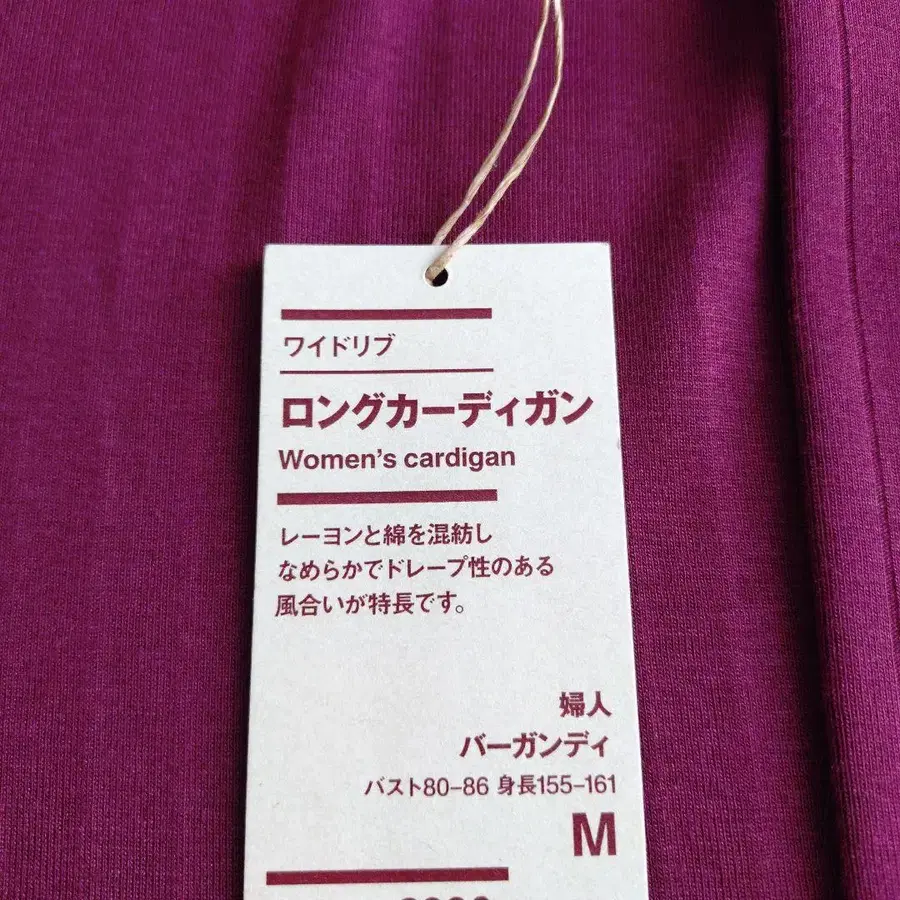 ワイドリブ
ロングカーディガン
Women's cardigan
レーヨンと綿を混紡し
なめらかでドレープ性のある
風合いが特長です。
婦人
バーガンディ
バスト80–86 身長155–161
M